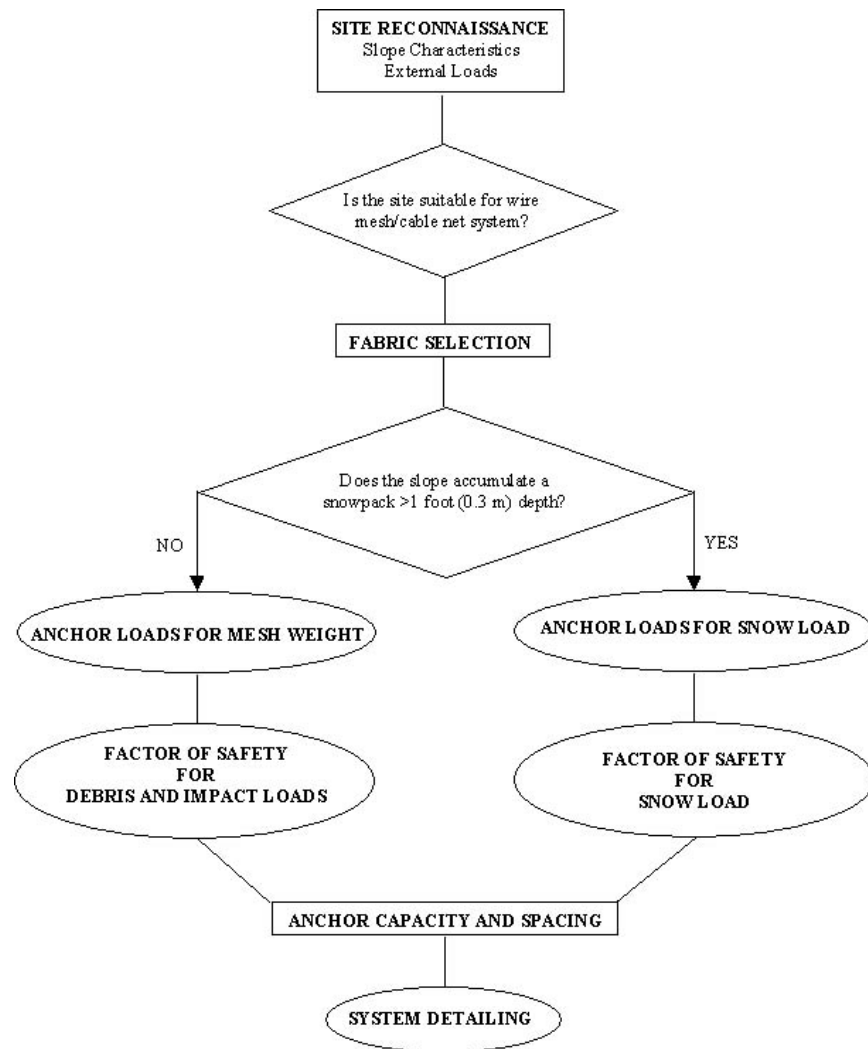 SITE RECONNAISSANCE
Slope Characteristics
External Loads
Is the site suitable for wire
mesh/cable net system?
FABRIC SELECTION
Does the slope accumulate a
snowpack >1 foot (0.3 m) depth?
NO
YES
ANCHOR LOADS FOR MESH WEIGHT
ANCHOR LOADS FOR SNOW LOAD
FACTOR OF SAFETY
FOR
DEBRIS AND IMPACT LOADS
FACTOR OF SAFETY
FOR
SNOW LOAD
ANCHOR CAPACITY AND SPACING
SYSTEM DETAILING